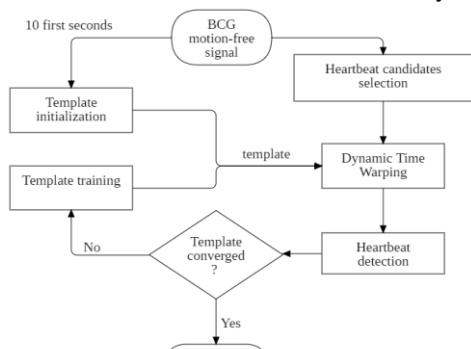 10 first seconds
BCG
motion-free
signal
Heartbeat candidates
selection
Template
initialization
template
Dynamic Time
Warping
Template training
No
Template
converged
?
Heartbeat
detection
Yes